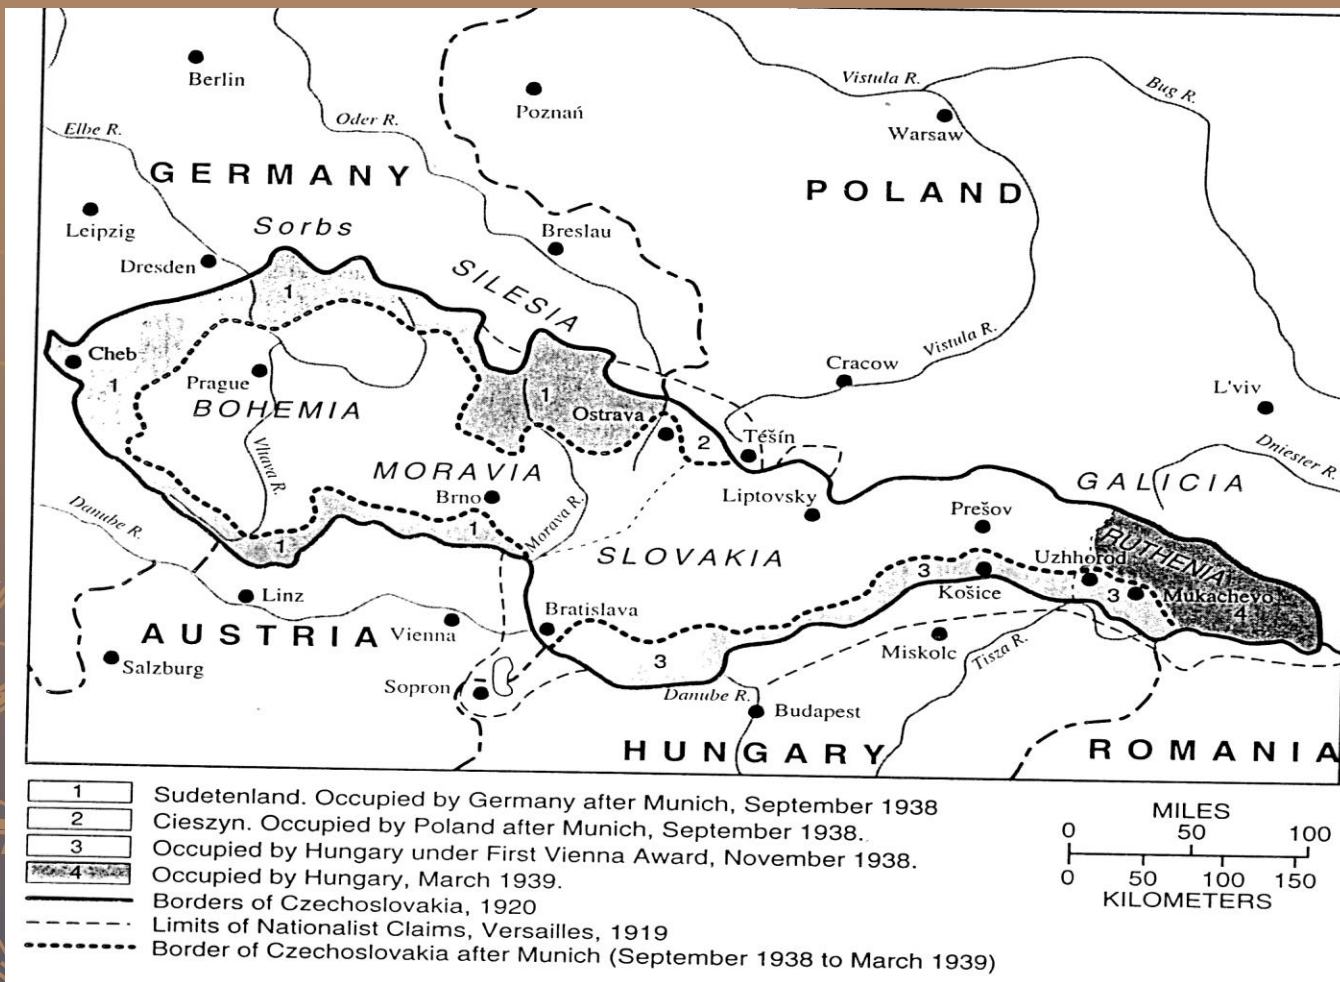 Berlin
Poznań
Vistula R.
Bug R.
Warsaw
Elbe R.
Oder R.
GERMANY
POLAND
Leipzig
Sorbs
Breslau
Dresden
SILESIA
1
Cheb
1
Prague
BOHEMIA
1
Ostrava
2
Téšín
Cracow
Vistula R.
L'viv
Dniester R.
Vltava R.
MORAVIA
Brno
Liptovsky
Prešov
GALICIA
Danube R.
1
1
Morava R.
SLOVAKIA
3
Košice
Uzhhorod
RUTHENIA
3
Mukachevo
4
Linz
AUSTRIA
Vienna
Bratislava
Salzburg
Sopron
3
Miskolc
Tisza R.
Danube R.
Budapest
HUNGARY
ROMANIA
1 Sudetenland. Occupied by Germany after Munich, September 1938
2 Cieszyn. Occupied by Poland after Munich, September 1938.
3 Occupied by Hungary under First Vienna Award, November 1938.
4 Occupied by Hungary, March 1939.
Borders of Czechoslovakia, 1920
Limits of Nationalist Claims, Versailles, 1919
Border of Czechoslovakia after Munich (September 1938 to March 1939)
MILES
0 50 100
0 50 100 150
KILOMETERS